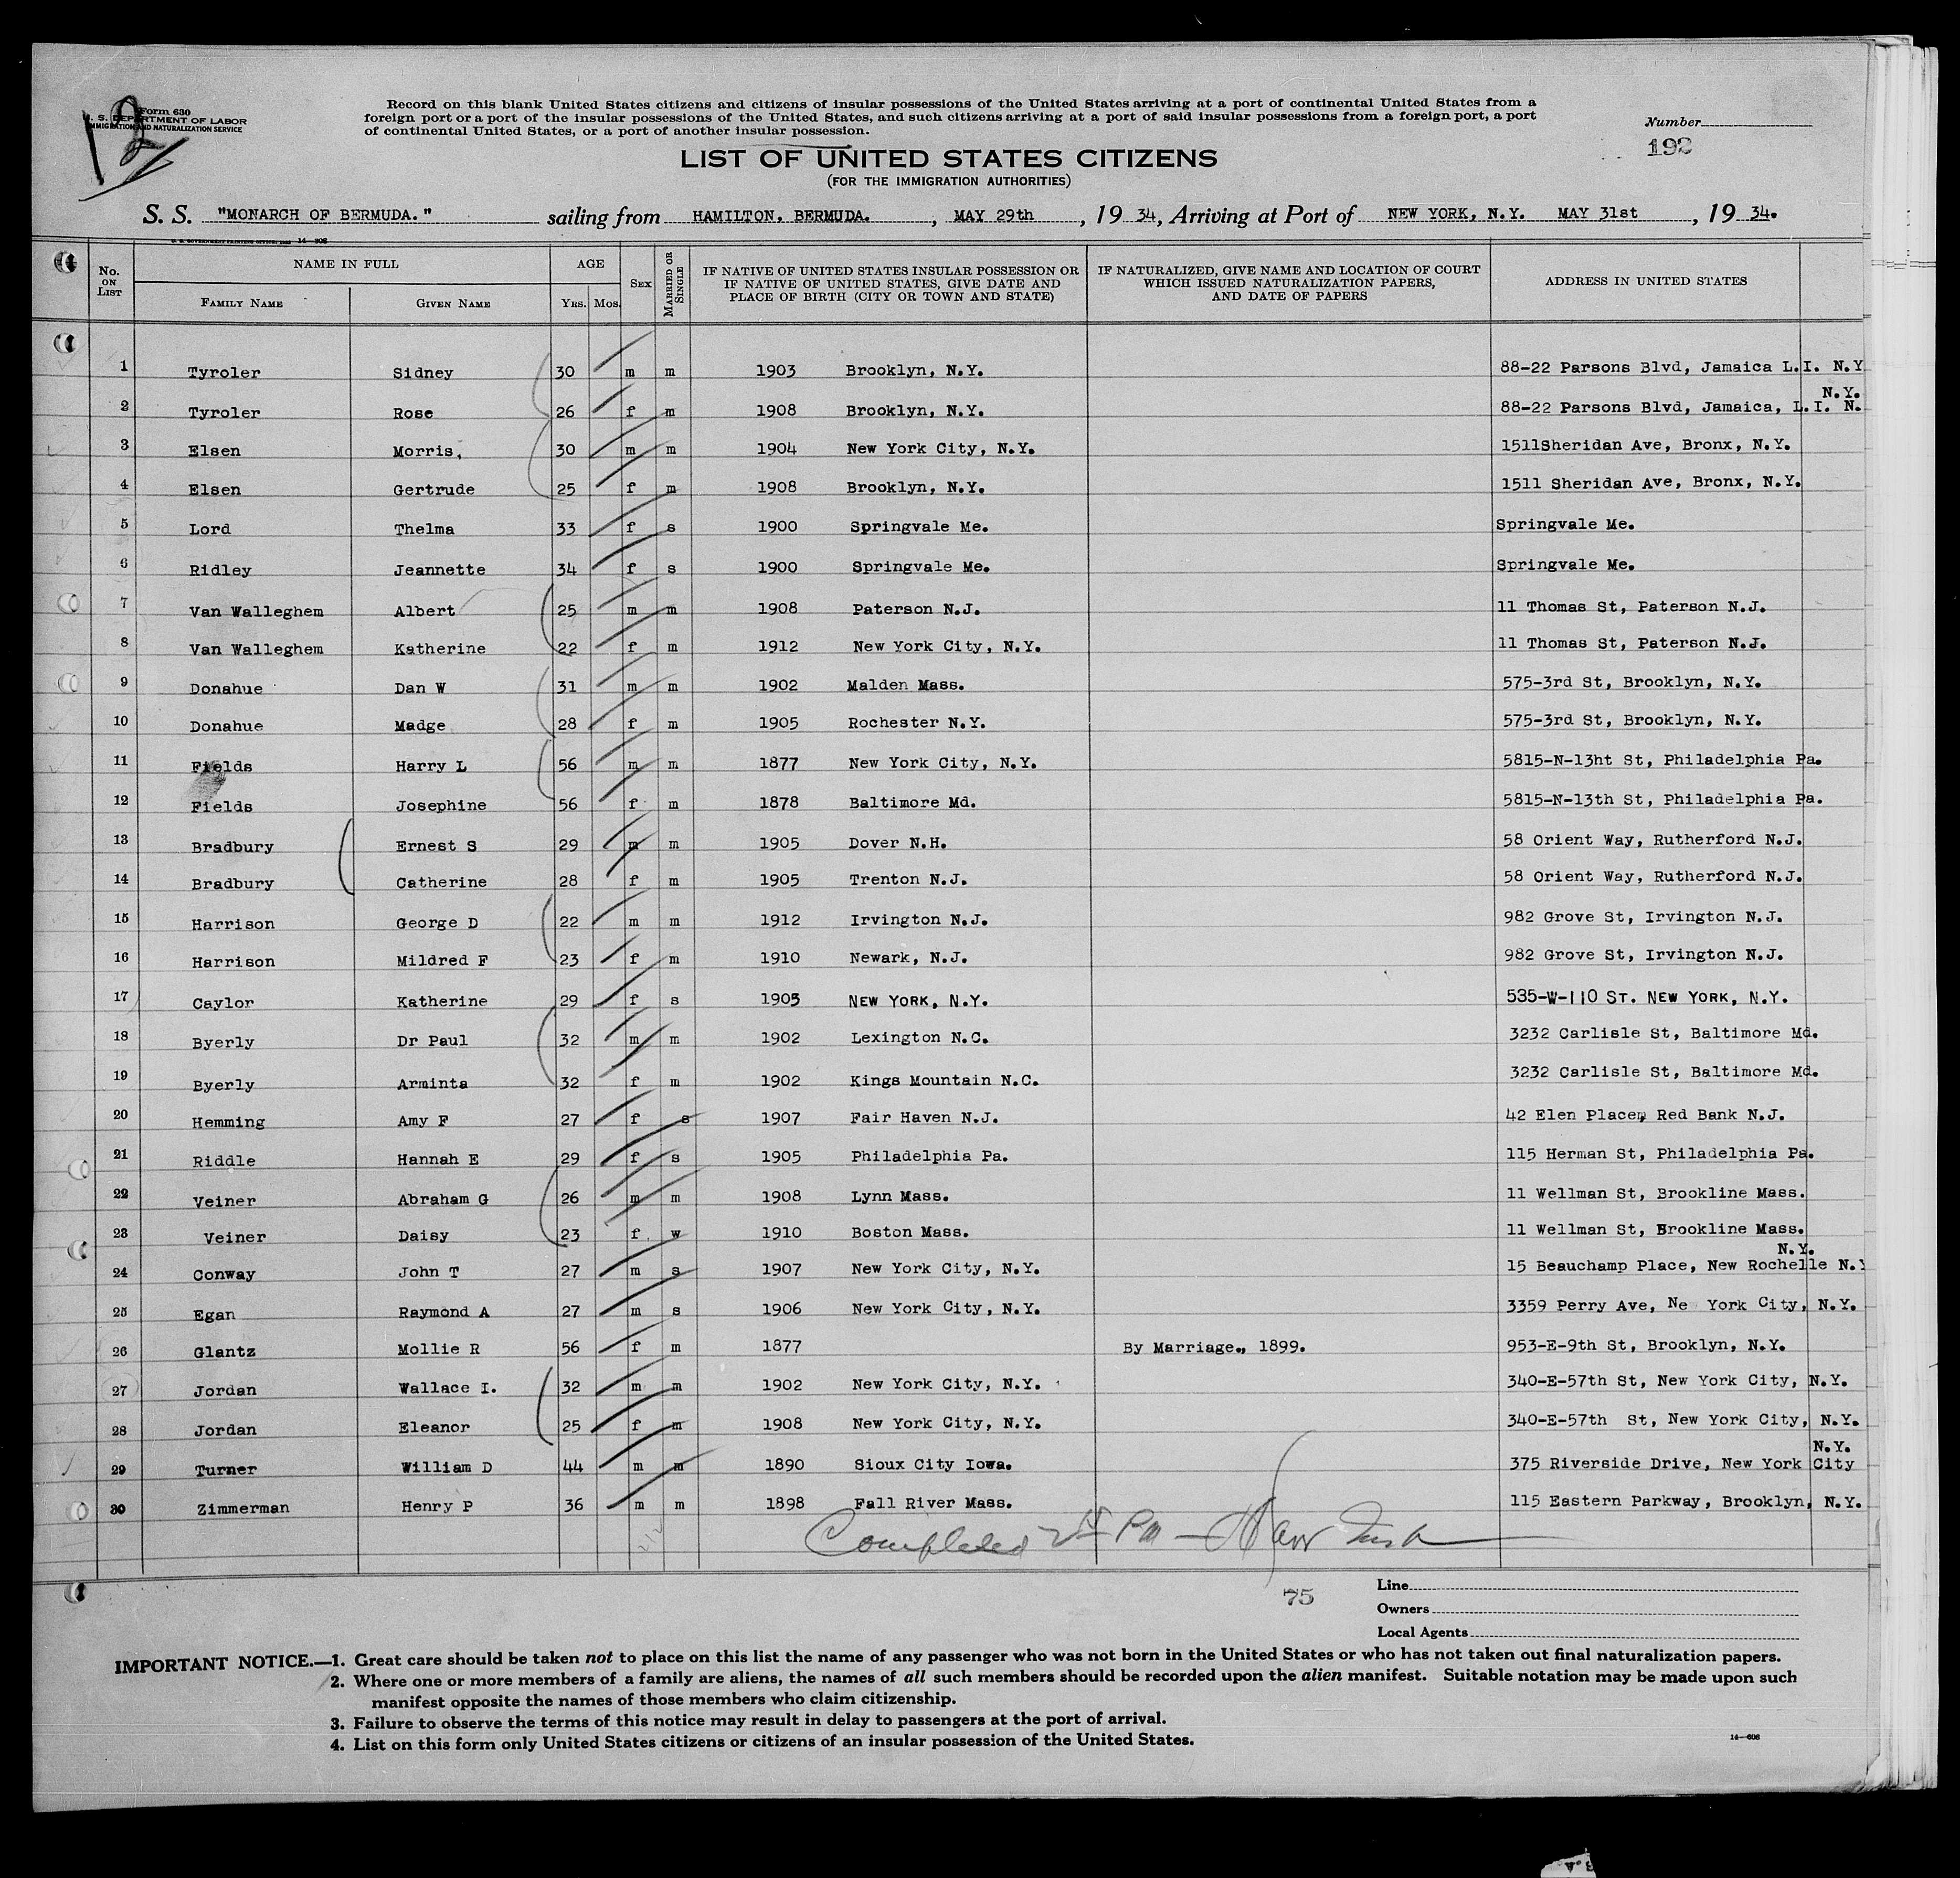 Form 630
U. S. DEPARTMENT OF LABOR
IMMIGRATION AND NATURALIZATION SERVICE
12
Record on this blank United States citizens and citizens of insular possessions of the United States arriving at a port of continental United States from a
foreign port or a port of the insular possessions of the United States, and such citizens arriving at a port of said insular possessions from a foreign port, a port
of continental United States, or a port of another insular possession.
Number
192
LIST OF UNITED STATES CITIZENS
(FOR THE IMMIGRATION AUTHORITIES)
S. S. "MONARCH OF BERMUDA." sailing from HAMILTON, BERMUDA. , MAY 29th , 19 34, Arriving at Port of NEW YORK, N.Y. MAY 31st , 19 34.
U. S. GOVERNMENT PRINTING OFFICE 14—608
No. ON LIST NAME IN FULL AGE SEX MARRIED OR SINGLE IF NATIVE OF UNITED STATES INSULAR POSSESSION OR IF NATIVE OF UNITED STATES, GIVE DATE AND PLACE OF BIRTH (CITY OR TOWN AND STATE) IF NATURALIZED, GIVE NAME AND LOCATION OF COURT WHICH ISSUED NATURALIZATION PAPERS, AND DATE OF PAPERS ADDRESS IN UNITED STATES
FAMILY NAME GIVEN NAME YRS. MOS.
1 Tyroler Sidney 30 m m 1903 Brooklyn, N.Y. 88-22 Parsons Blvd, Jamaica L.I. N.Y
N.Y.
2 Tyroler Rose 26 f m 1908 Brooklyn, N.Y. 88-22 Parsons Blvd, Jamaica, L.I. N.
3 Elsen Morris, 30 m m 1904 New York City, N.Y. 1511Sheridan Ave, Bronx, N.Y.
4 Elsen Gertrude 25 f m 1908 Brooklyn, N.Y. 1511 Sheridan Ave, Bronx, N.Y.
5 Lord Thelma 33 f s 1900 Springvale Me. Springvale Me.
6 Ridley Jeannette 34 f s 1900 Springvale Me. Springvale Me.
7 Van Walleghem Albert 25 m m 1908 Paterson N.J. 11 Thomas St, Paterson N.J.
8 Van Walleghem Katherine 22 f m 1912 New York City, N.Y. 11 Thomas St, Paterson N.J.
9 Donahue Dan W 31 m m 1902 Malden Mass. 575-3rd St, Brooklyn, N.Y.
10 Donahue Madge 28 f m 1905 Rochester N.Y. 575-3rd St, Brooklyn, N.Y.
11 Fields Harry L 56 m m 1877 New York City, N.Y. 5815-N-13ht St, Philadelphia Pa.
12 Fields Josephine 56 f m 1878 Baltimore Md. 5815-N-13th St, Philadelphia Pa.
13 Bradbury Ernest S 29 m m 1905 Dover N.H. 58 Orient Way, Rutherford N.J.
14 Bradbury Catherine 28 f m 1905 Trenton N.J. 58 Orient Way, Rutherford N.J.
15 Harrison George D 22 m m 1912 Irvington N.J. 982 Grove St, Irvington N.J.
16 Harrison Mildred F 23 f m 1910 Newark, N.J. 982 Grove St, Irvington N.J.
17 Caylor Katherine 29 f s 1905 NEW YORK, N.Y. 535-W-110 ST. NEW YORK, N.Y.
18 Byerly Dr Paul 32 m m 1902 Lexington N.C. 3232 Carlisle St, Baltimore Md.
19 Byerly Arminta 32 f m 1902 Kings Mountain N.C. 3232 Carlisle St, Baltimore Md.
20 Hemming Amy F 27 f s 1907 Fair Haven N.J. 42 Elen Place, Red Bank N.J.
21 Riddle Hannah E 29 f s 1905 Philadelphia Pa. 115 Herman St, Philadelphia Pa.
22 Veiner Abraham G 26 m m 1908 Lynn Mass. 11 Wellman St, Brookline Mass.
23 Veiner Daisy 23 f w 1910 Boston Mass. 11 Wellman St, Brookline Mass.
N.Y.
24 Conway John T 27 m s 1907 New York City, N.Y. 15 Beauchamp Place, New Rochelle N.Y
25 Egan Raymond A 27 m s 1906 New York City, N.Y. 3359 Perry Ave, Ne York City, N.Y.
26 Glantz Mollie R 56 f m 1877 By Marriage., 1899. 953-E-9th St, Brooklyn, N.Y.
27 Jordan Wallace I. 32 m m 1902 New York City, N.Y. 340-E-57th St, New York City, N.Y.
28 Jordan Eleanor 25 f m 1908 New York City, N.Y. 340-E-57th St, New York City, N.Y.
N.Y.
29 Turner William D 44 m m 1890 Sioux City Iowa. 375 Riverside Drive, New York City
30 Zimmerman Henry P 36 m m 1898 Fall River Mass. 115 Eastern Parkway, Brooklyn, N.Y.
Completed
75
Line
Owners
Local Agents
IMPORTANT NOTICE.—1. Great care should be taken not to place on this list the name of any passenger who was not born in the United States or who has not taken out final naturalization papers.
2. Where one or more members of a family are aliens, the names of all such members should be recorded upon the alien manifest. Suitable notation may be made upon such
manifest opposite the names of those members who claim citizenship.
3. Failure to observe the terms of this notice may result in delay to passengers at the port of arrival.
4. List on this form only United States citizens or citizens of an insular possession of the United States.
14—608